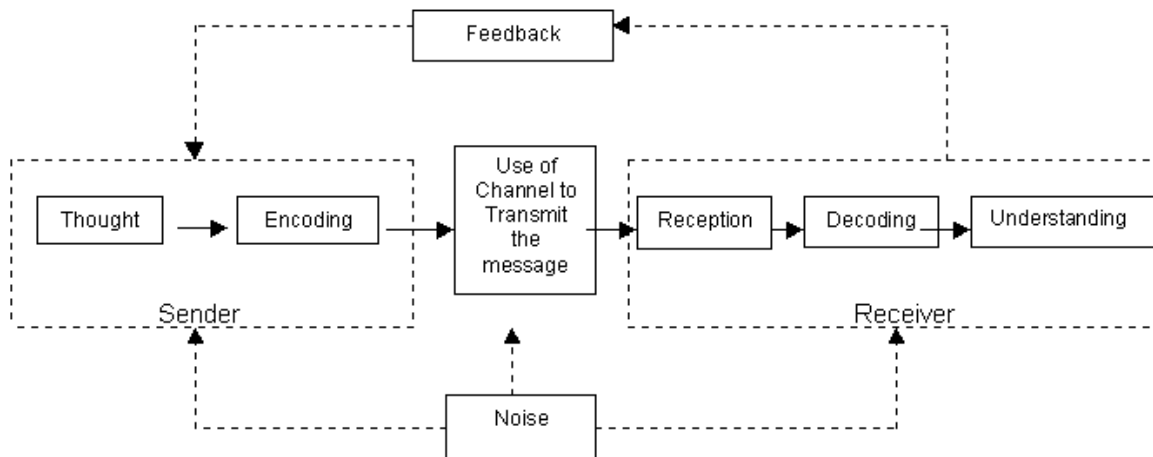 Feedback
Thought
Encoding
Use of
Channel to
Transmit
the
message
Reception
Decoding
Understanding
Sender
Receiver
Noise